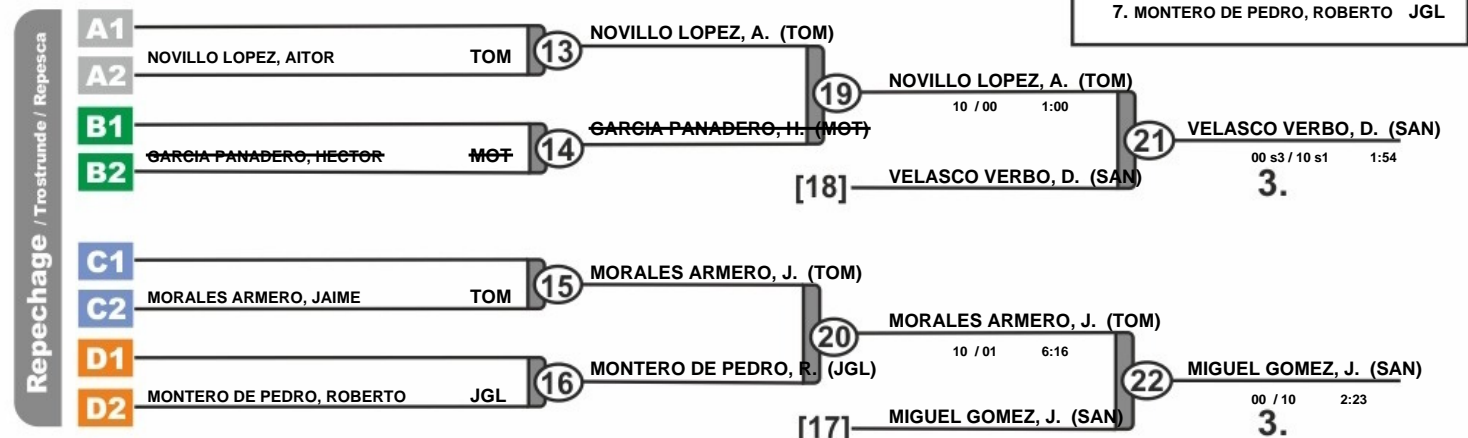 7. MONTERO DE PEDRO, ROBERTO JGL
Repechage / Trostrunde / Repesca
A1
NOVILLO LOPEZ, AITOR TOM
A2
13
NOVILLO LOPEZ, A. (TOM)
B1
GARCIA PANADERO, HECTOR MOT
B2
14
GARCIA PANADERO, H. (MOT)
19
NOVILLO LOPEZ, A. (TOM)
10 / 00 1:00
[18]
VELASCO VERBO, D. (SAN)
21
VELASCO VERBO, D. (SAN)
00 s3 / 10 s1 1:54
3.
C1
MORALES ARMERO, JAIME TOM
C2
15
MORALES ARMERO, J. (TOM)
D1
MONTERO DE PEDRO, ROBERTO JGL
D2
16
MONTERO DE PEDRO, R. (JGL)
20
MORALES ARMERO, J. (TOM)
10 / 01 6:16
[17]
MIGUEL GOMEZ, J. (SAN)
22
MIGUEL GOMEZ, J. (SAN)
00 / 10 2:23
3.